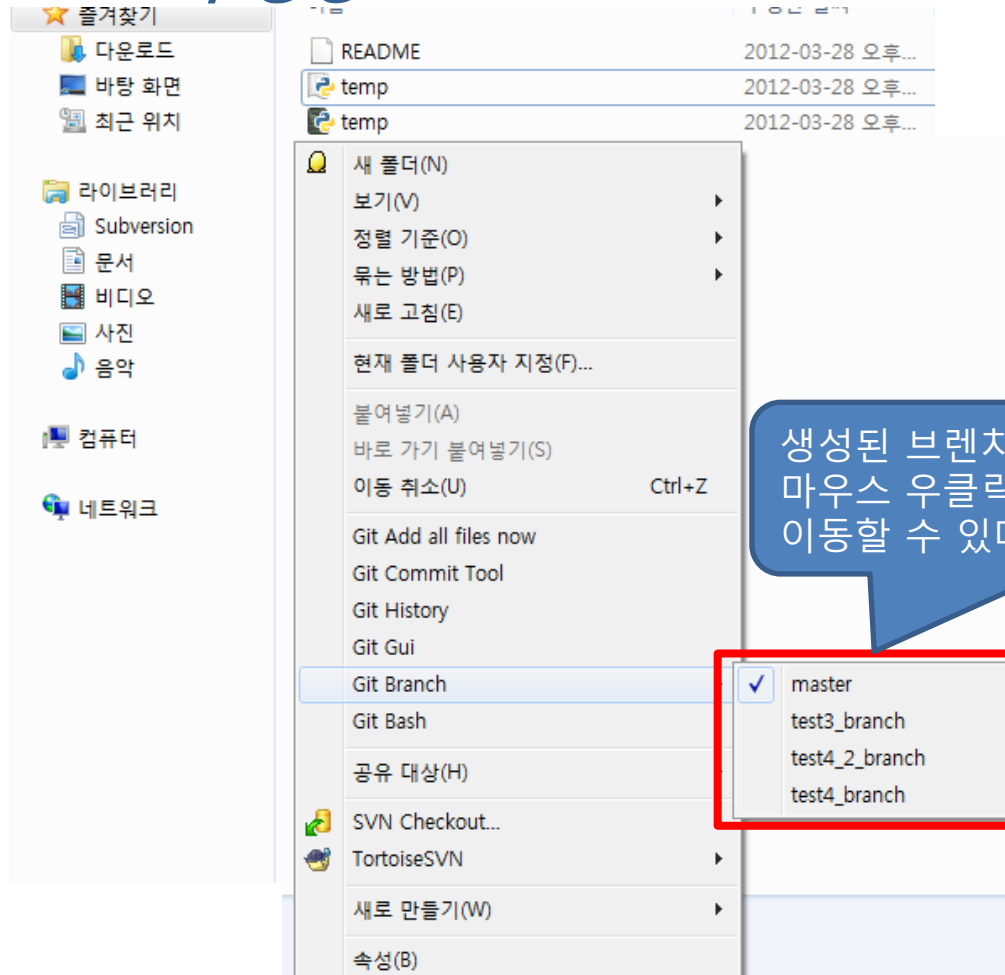 즐겨찾기
다운로드
바탕 화면
최근 위치
라이브러리
Subversion
문서
비디오
사진
음악
컴퓨터
네트워크
README 2012-03-28 오후...
temp 2012-03-28 오후...
temp 2012-03-28 오후...
새 폴더(N)
보기(V)
정렬 기준(O)
묶는 방법(P)
새로 고침(E)
현재 폴더 사용자 지정(F)...
붙여넣기(A)
바로 가기 붙여넣기(S)
이동 취소(U) Ctrl+Z
Git Add all files now
Git Commit Tool
Git History
Git Gui
Git Branch
Git Bash
공유 대상(H)
SVN Checkout...
TortoiseSVN
새로 만들기(W)
속성(B)
생성된 브렌치
마우스 우클릭
이동할 수 있
master
test3_branch
test4_2_branch
test4_branch